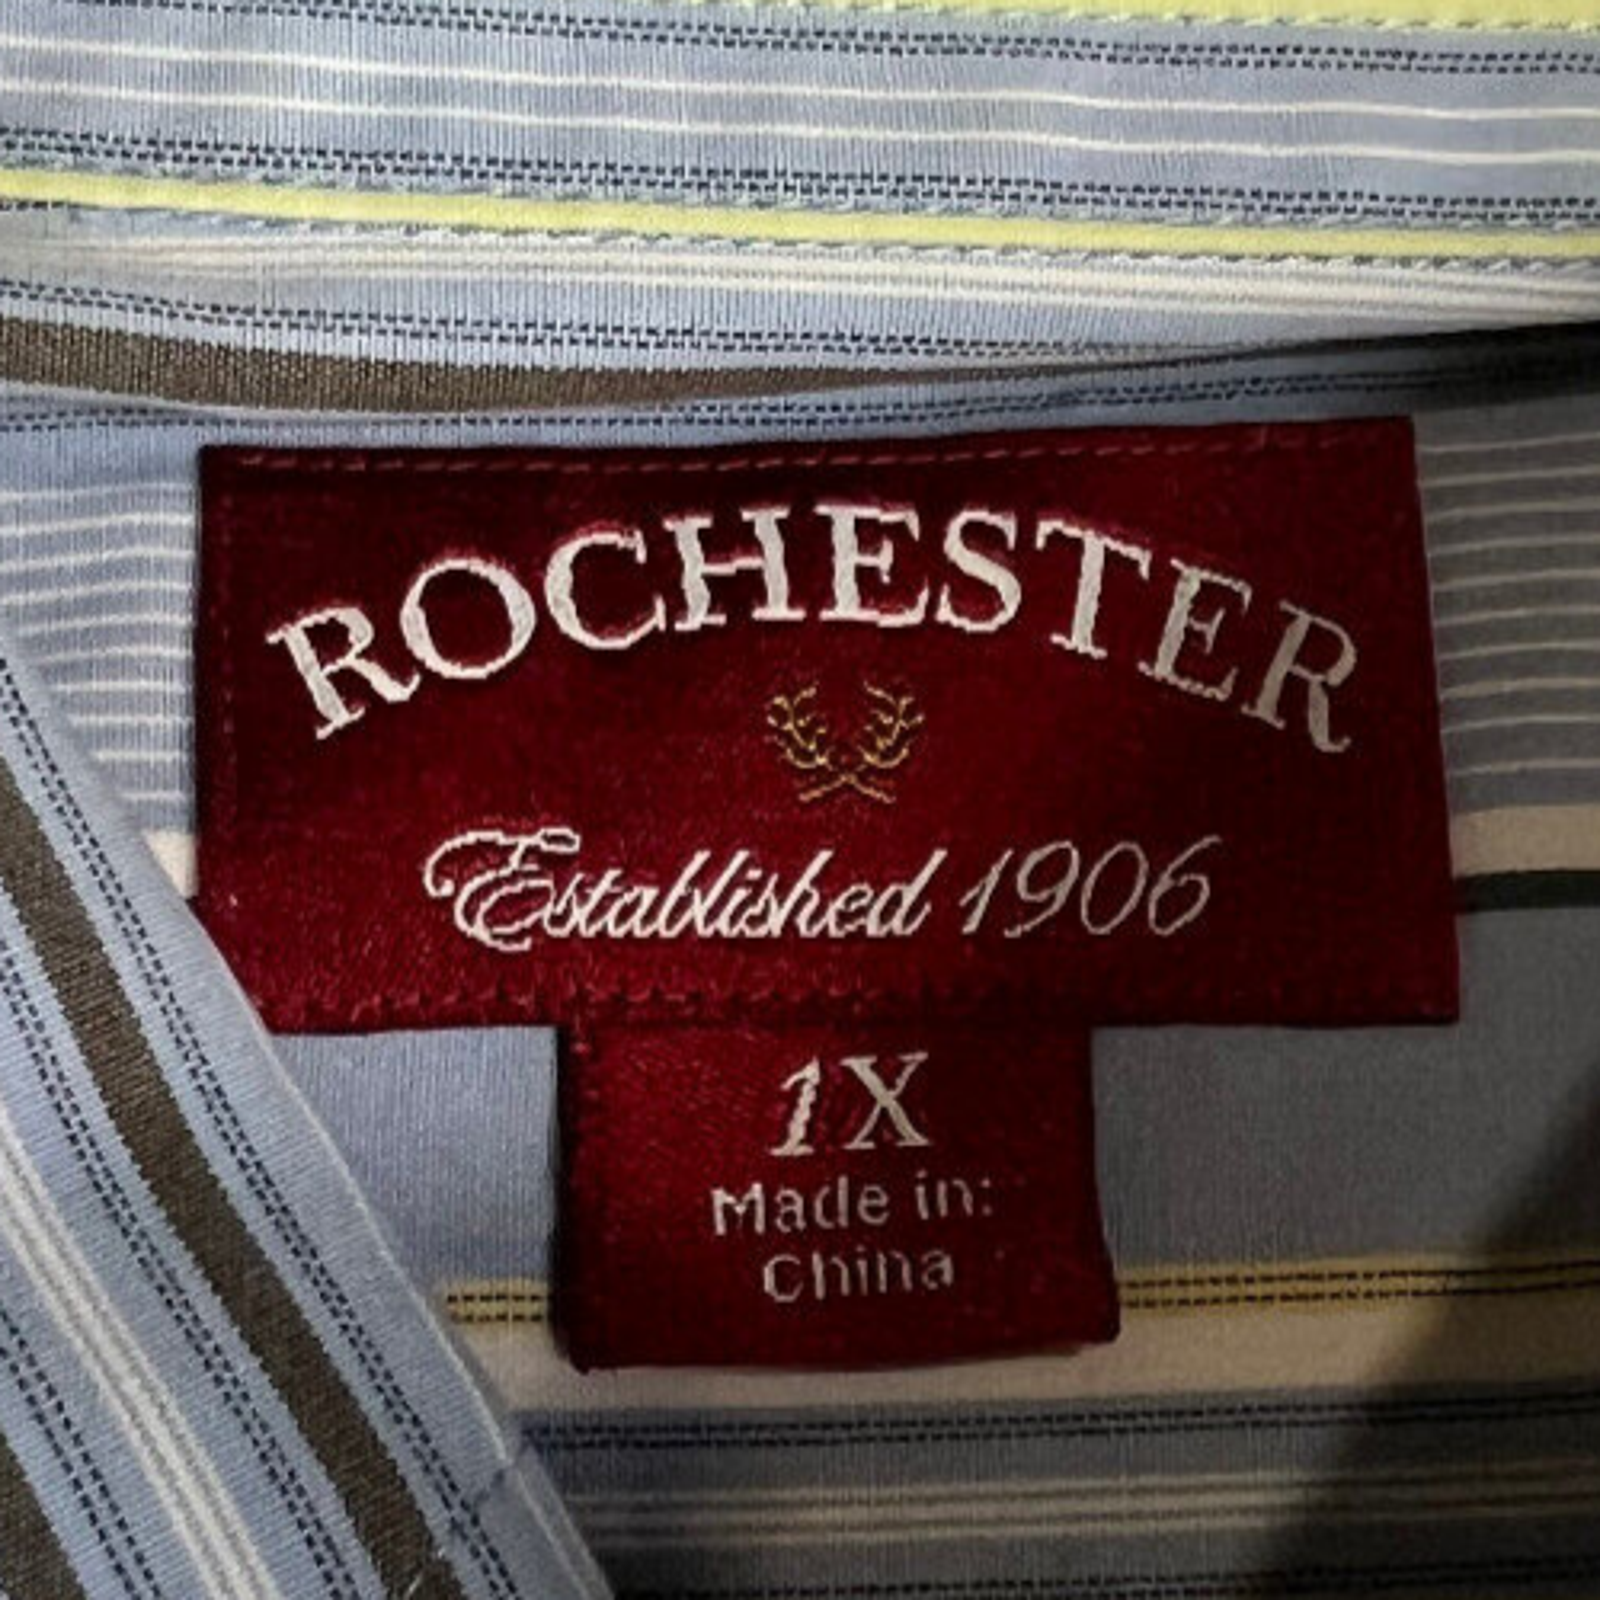 ROCHESTER
Established 1906
1X
Made in:
China